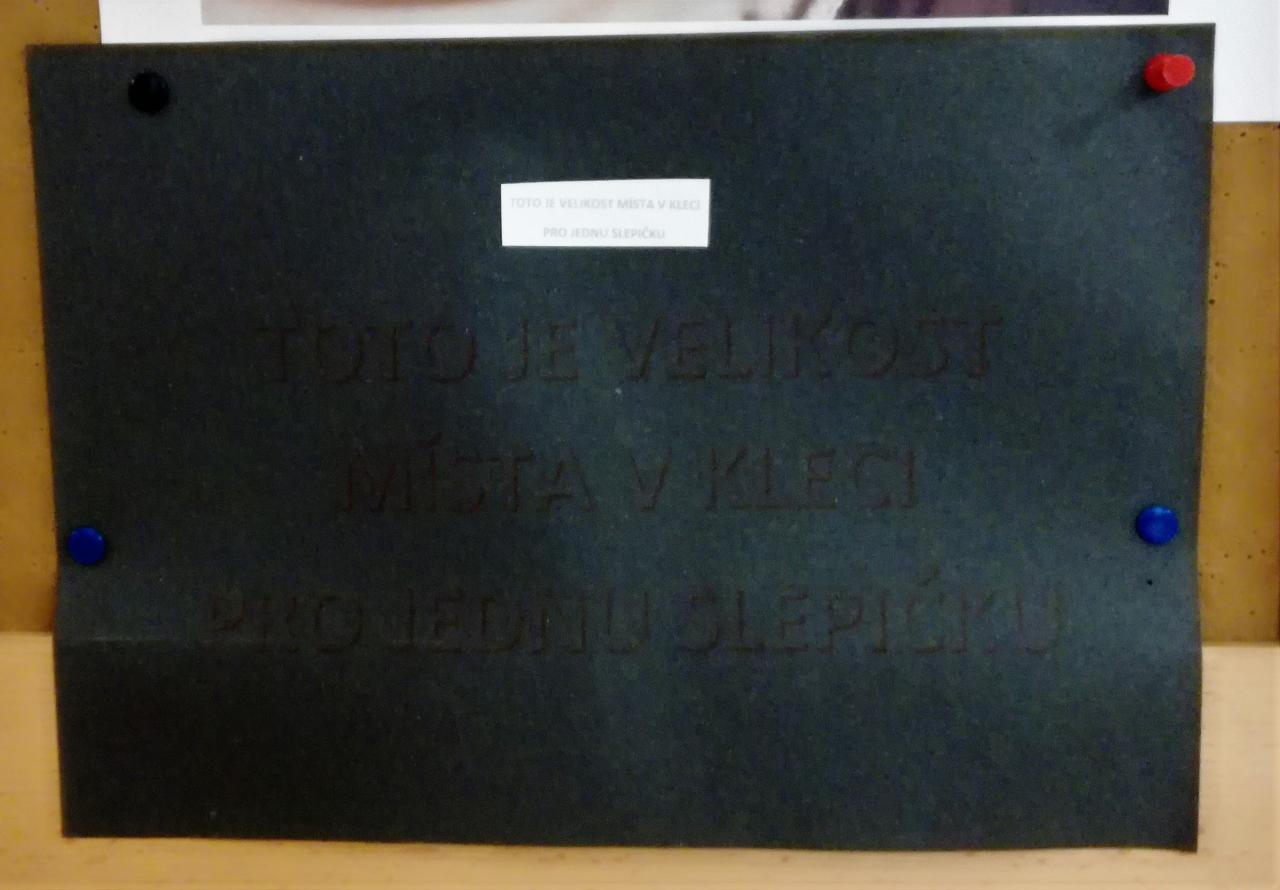 TOTO JE VELIKOST MÍSTA V KLECI
PRO JEDNU SLEPIČKU
TOTO JE VELIKOST
MÍSTA V KLECI
PRO JEDNU SLEPIČKU